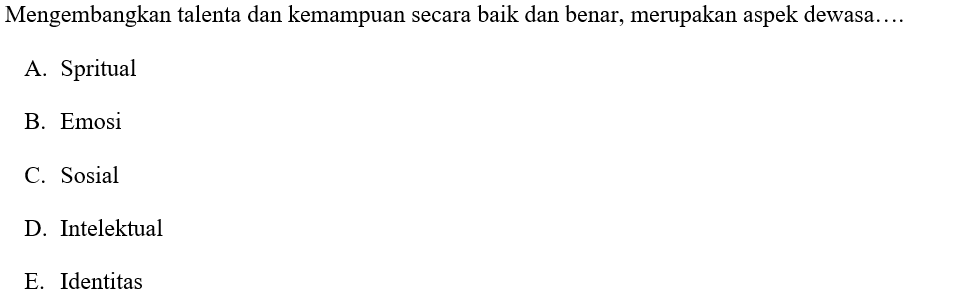 Mengembangkan talenta dan kemampuan secara baik dan benar, merupakan aspek dewasa….
A. Spritual
B. Emosi
C. Sosial
D. Intelektual
E. Identitas